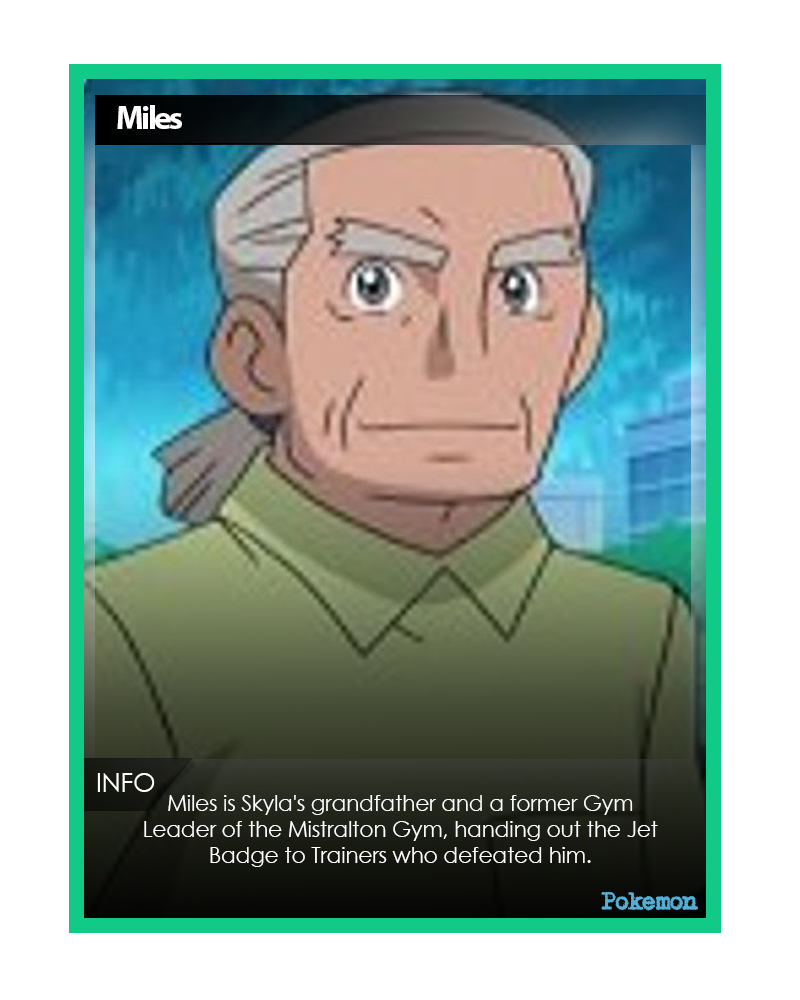 Miles
INFO
Miles is Skyla's grandfather and a former Gym
Leader of the Mistralton Gym, handing out the Jet
Badge to Trainers who defeated him.
Pokemon